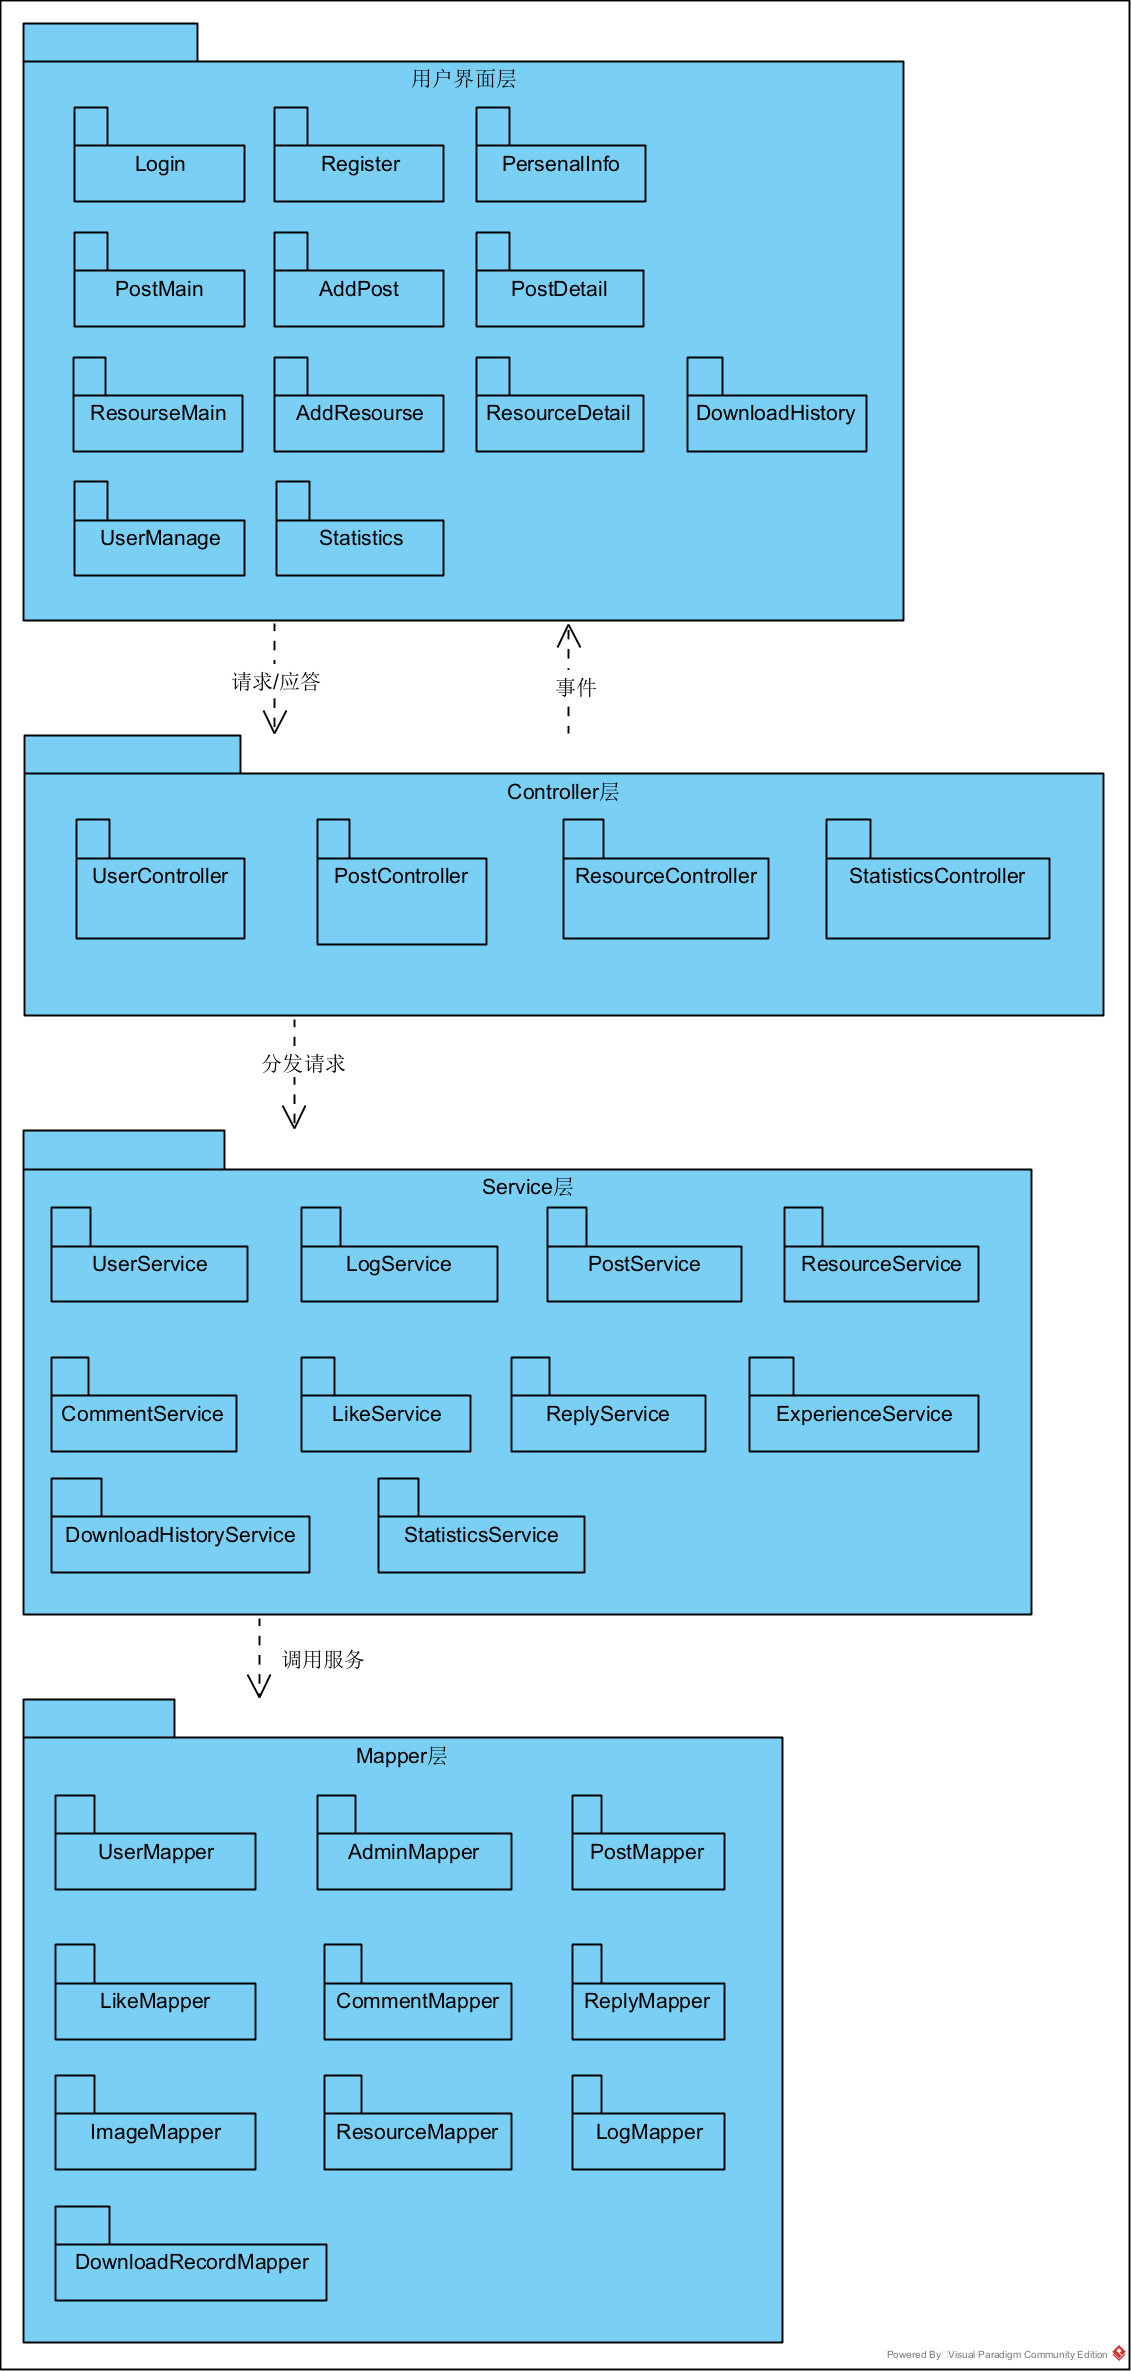 用户界面层
Login
Register
PersenalInfo
PostMain
AddPost
PostDetail
ResourseMain
AddResourse
ResourceDetail
DownloadHistory
UserManage
Statistics
请求/应答
事件
Controller层
UserController
PostController
ResourceController
StatisticsController
分发请求
Service层
UserService
LogService
PostService
ResourceService
CommentService
LikeService
ReplyService
ExperienceService
DownloadHistoryService
StatisticsService
调用服务
Mapper层
UserMapper
AdminMapper
PostMapper
LikeMapper
CommentMapper
ReplyMapper
ImageMapper
ResourceMapper
LogMapper
DownloadRecordMapper
Powered By Visual Paradigm Community Edition